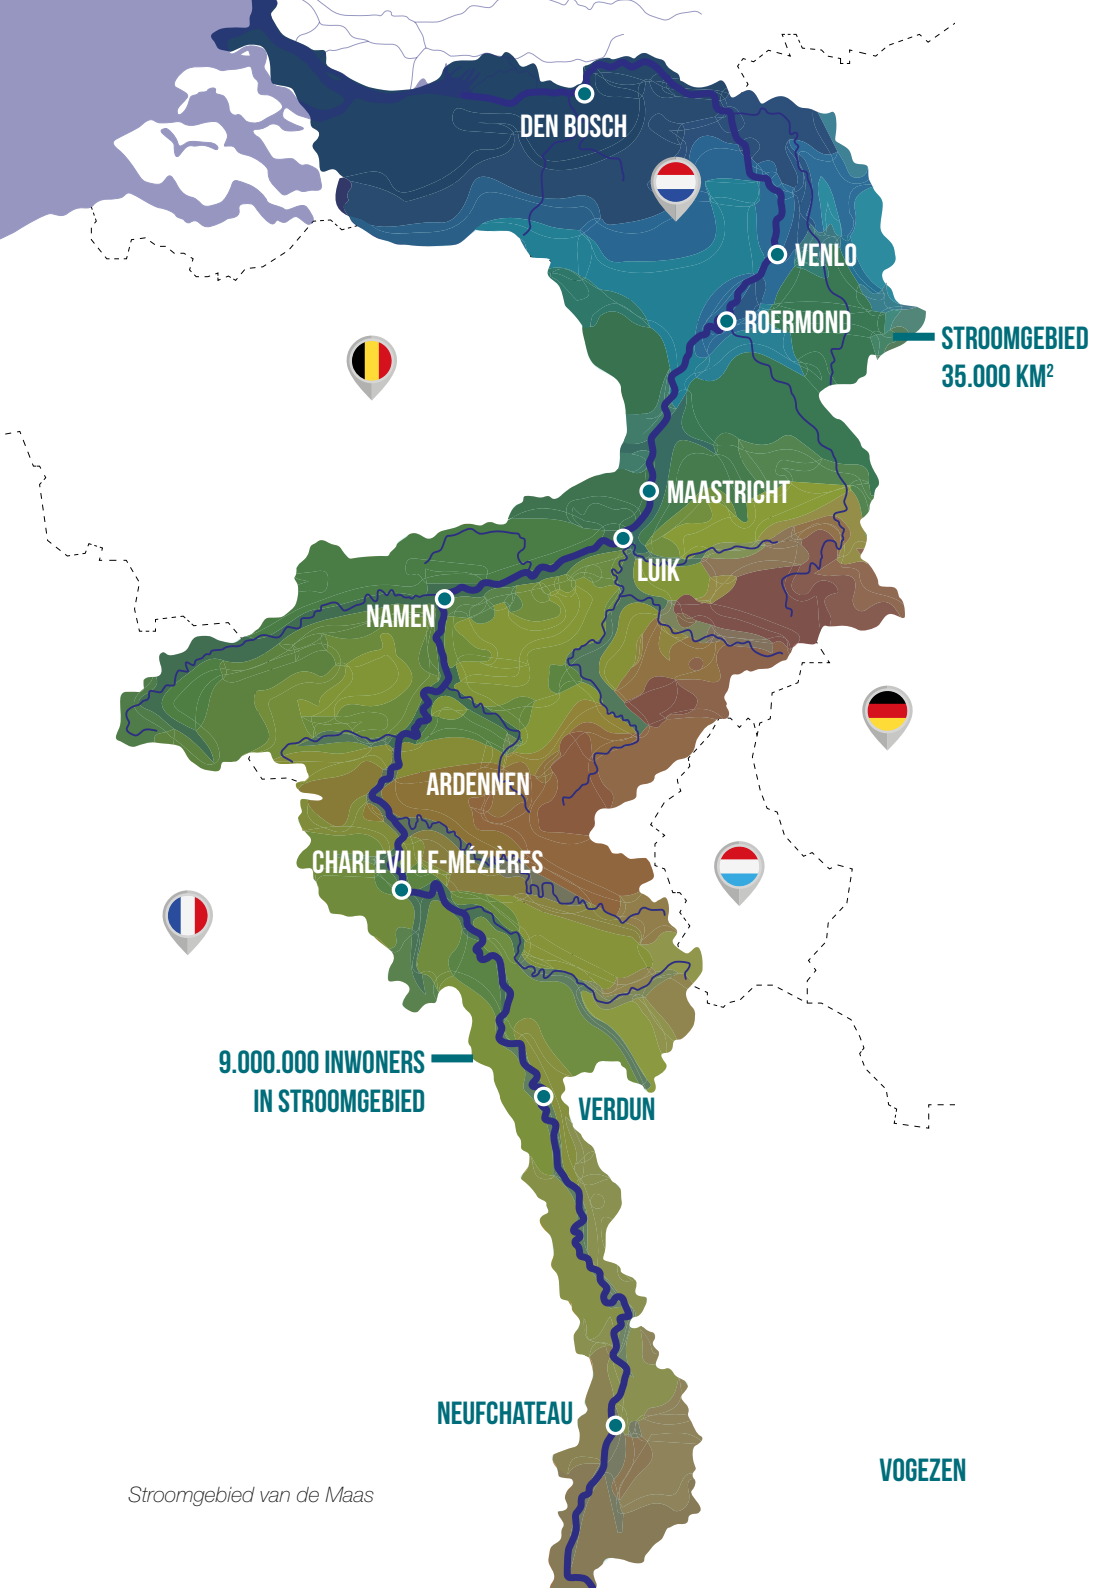 DEN BOSCH
VENLO
ROERMOND
STROOMGEBIED
35.000 KM²
MAASTRICHT
LUIK
NAMEN
ARDENNEN
CHARLEVILLE-MÉZIÈRES
9.000.000 INWONERS
IN STROOMGEBIED
VERDUN
NEUFCHATEAU
VOGEZEN
Stroomgebied van de Maas